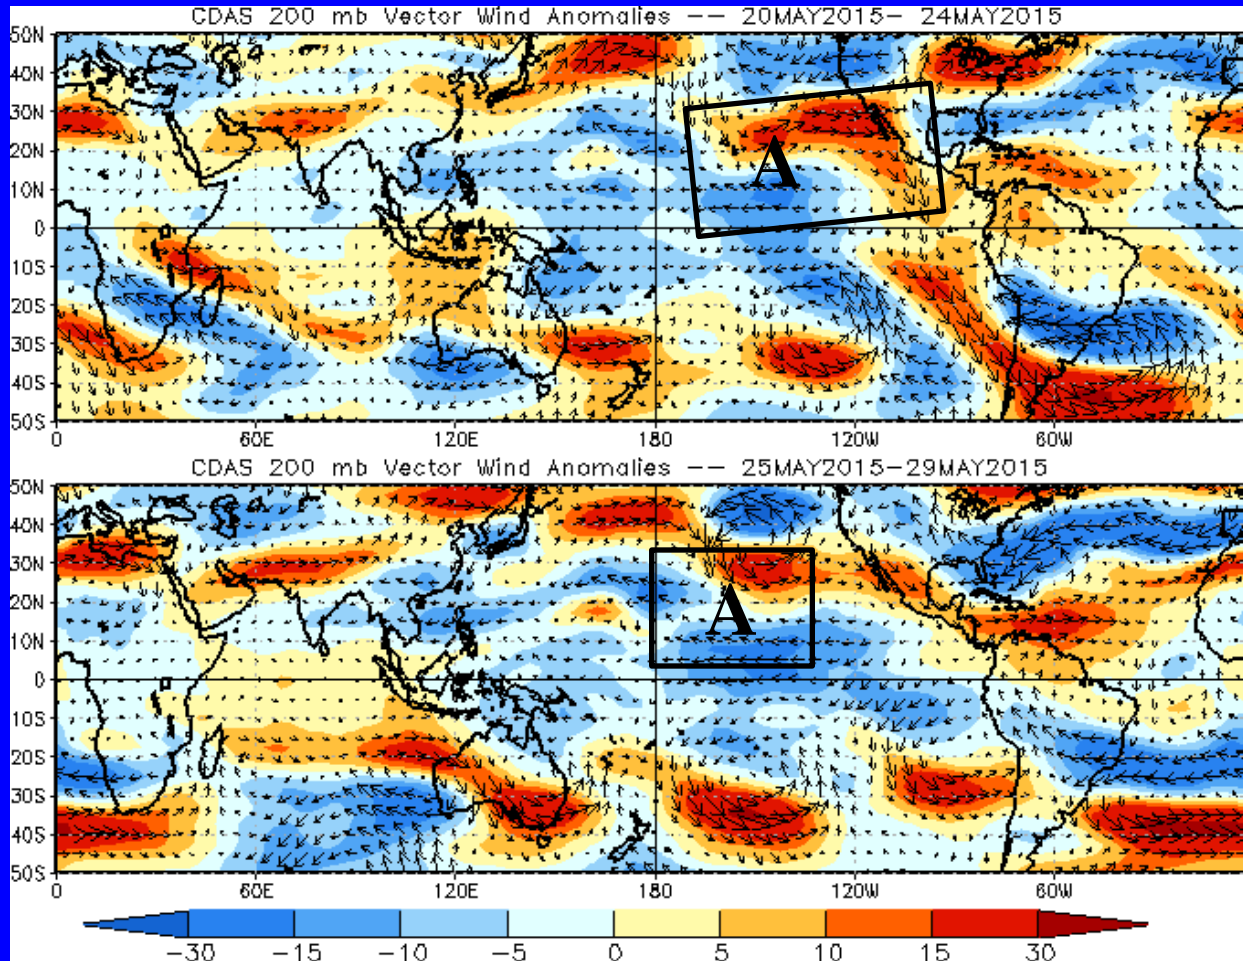 CDAS 200 mb Vector Wind Anomalies -- 20MAY2015- 24MAY2015
50N
40N
30N
20N
10N
0
10S
20S
30S
40S
50S
A
0 60E 120E 180 120W 60W
CDAS 200 mb Vector Wind Anomalies -- 25MAY2015-29MAY2015
50N
40N
30N
20N
10N
0
10S
20S
30S
40S
50S
A
0 60E 120E 180 120W 60W
-30 -15 -10 -5 0 5 10 15 30